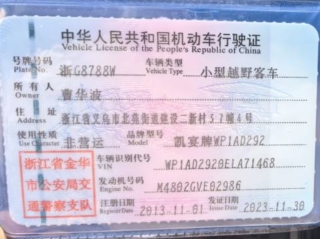 中华人民共和国机动车行驶证
Vehicle License of the People's Republic of China
号牌号码 浙G8788W 车辆类型 小型越野客车
Plate No. Vehicle Type
所有人 曹华波
Owner
住址 浙江省义乌市北苑街道建设二新村57幢4号
Address
使用性质 非营运 品牌型号 凯宴牌WP1AD292
Use Character Model
浙江省金华
市公安局交
通警察支队
车辆识别代号 WP1AD2920ELA71468
VIN
发动机号码 M4802GVE02986
Engine No.
注册日期 2013-11-01 发证日期 2023-11-30
Register Date Issue Date